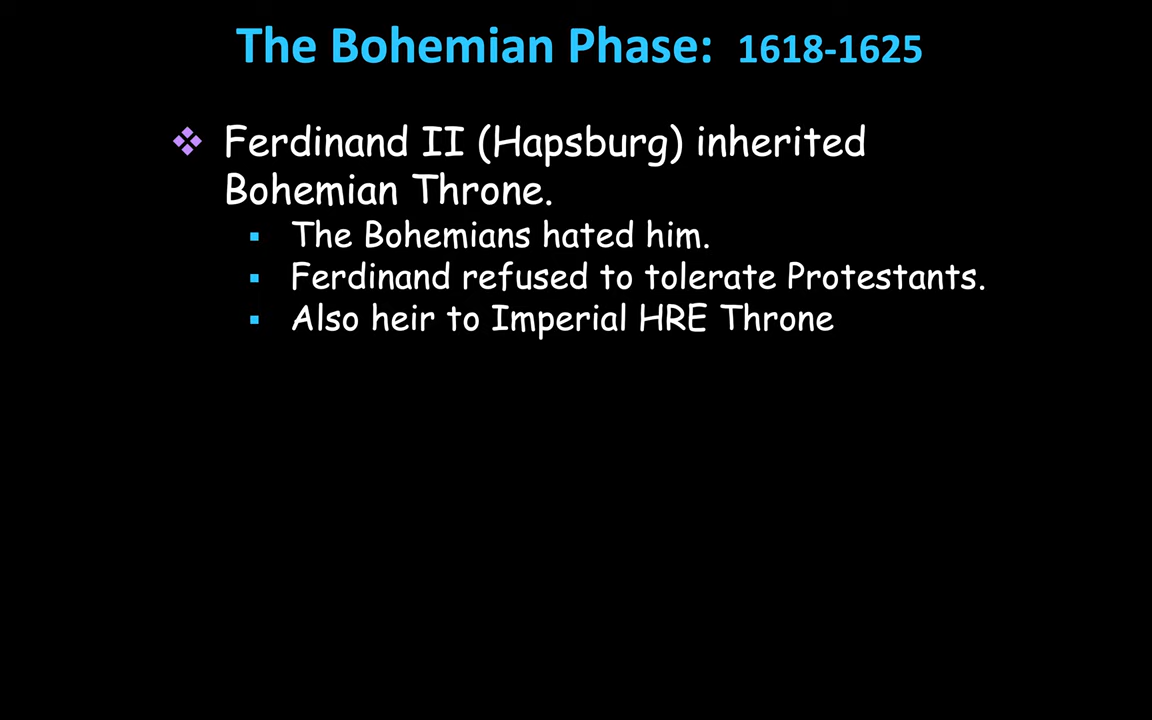 The Bohemian Phase: 1618-1625
❖ Ferdinand II (Hapsburg) inherited
Bohemian Throne.
▪ The Bohemians hated him.
▪ Ferdinand refused to tolerate Protestants.
▪ Also heir to Imperial HRE Throne